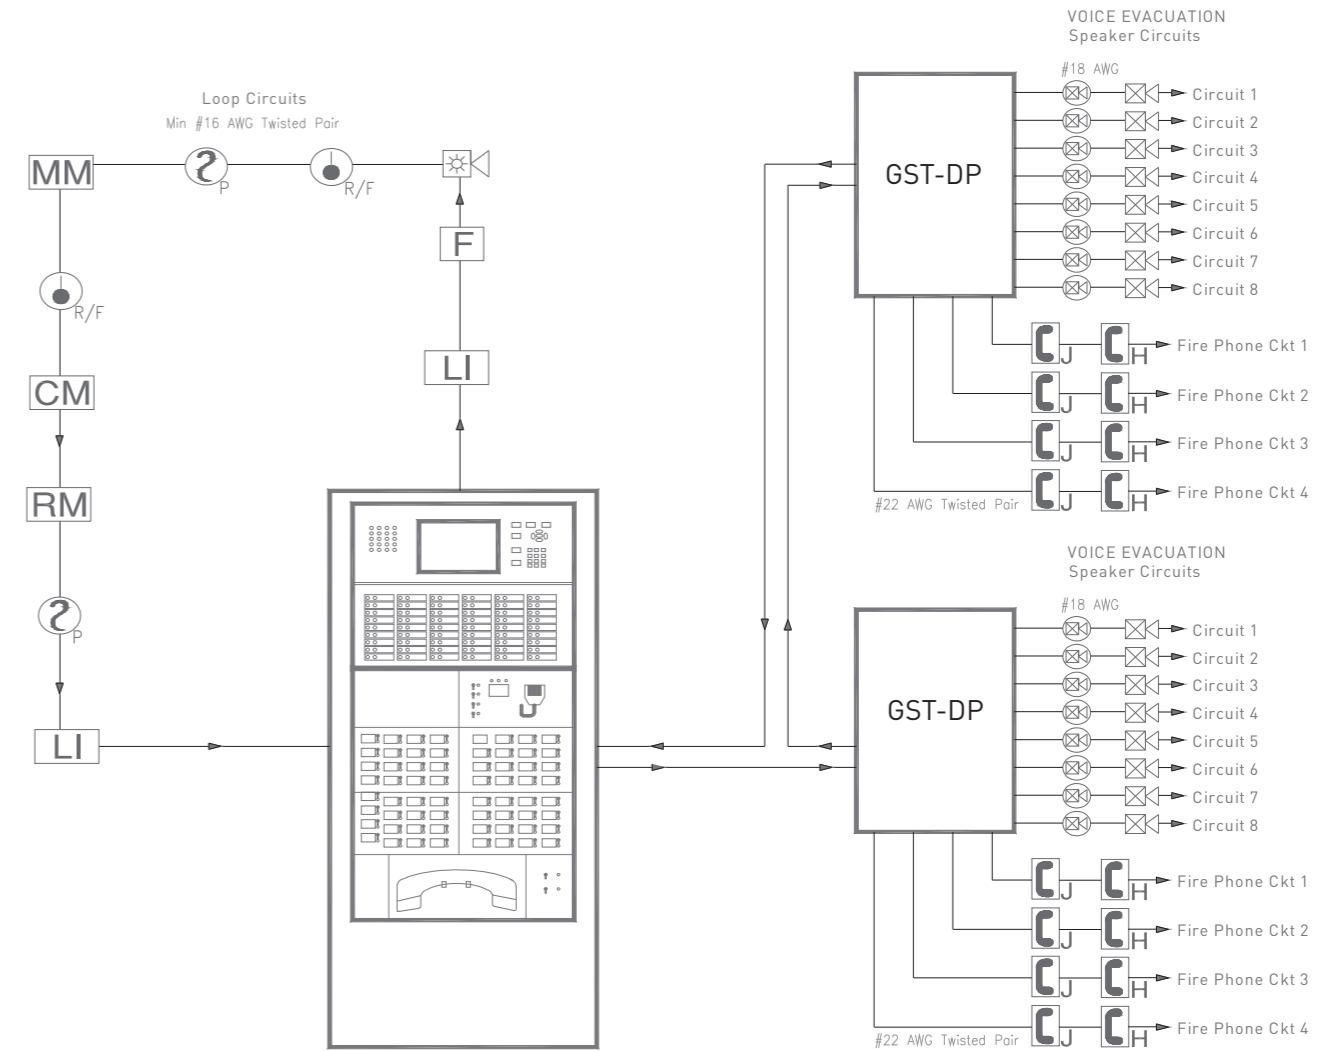 Loop Circuits
Min #16 AWG Twisted Pair
MM
P
R/F
F
R/F
LI
CM
RM
P
LI
VOICE EVACUATION
Speaker Circuits
#18 AWG
GST-DP
Circuit 1
Circuit 2
Circuit 3
Circuit 4
Circuit 5
Circuit 6
Circuit 7
Circuit 8
J H Fire Phone Ckt 1
J H Fire Phone Ckt 2
J H Fire Phone Ckt 3
J H Fire Phone Ckt 4
#22 AWG Twisted Pair
VOICE EVACUATION
Speaker Circuits
#18 AWG
GST-DP
Circuit 1
Circuit 2
Circuit 3
Circuit 4
Circuit 5
Circuit 6
Circuit 7
Circuit 8
J H Fire Phone Ckt 1
J H Fire Phone Ckt 2
J H Fire Phone Ckt 3
J H Fire Phone Ckt 4
#22 AWG Twisted Pair